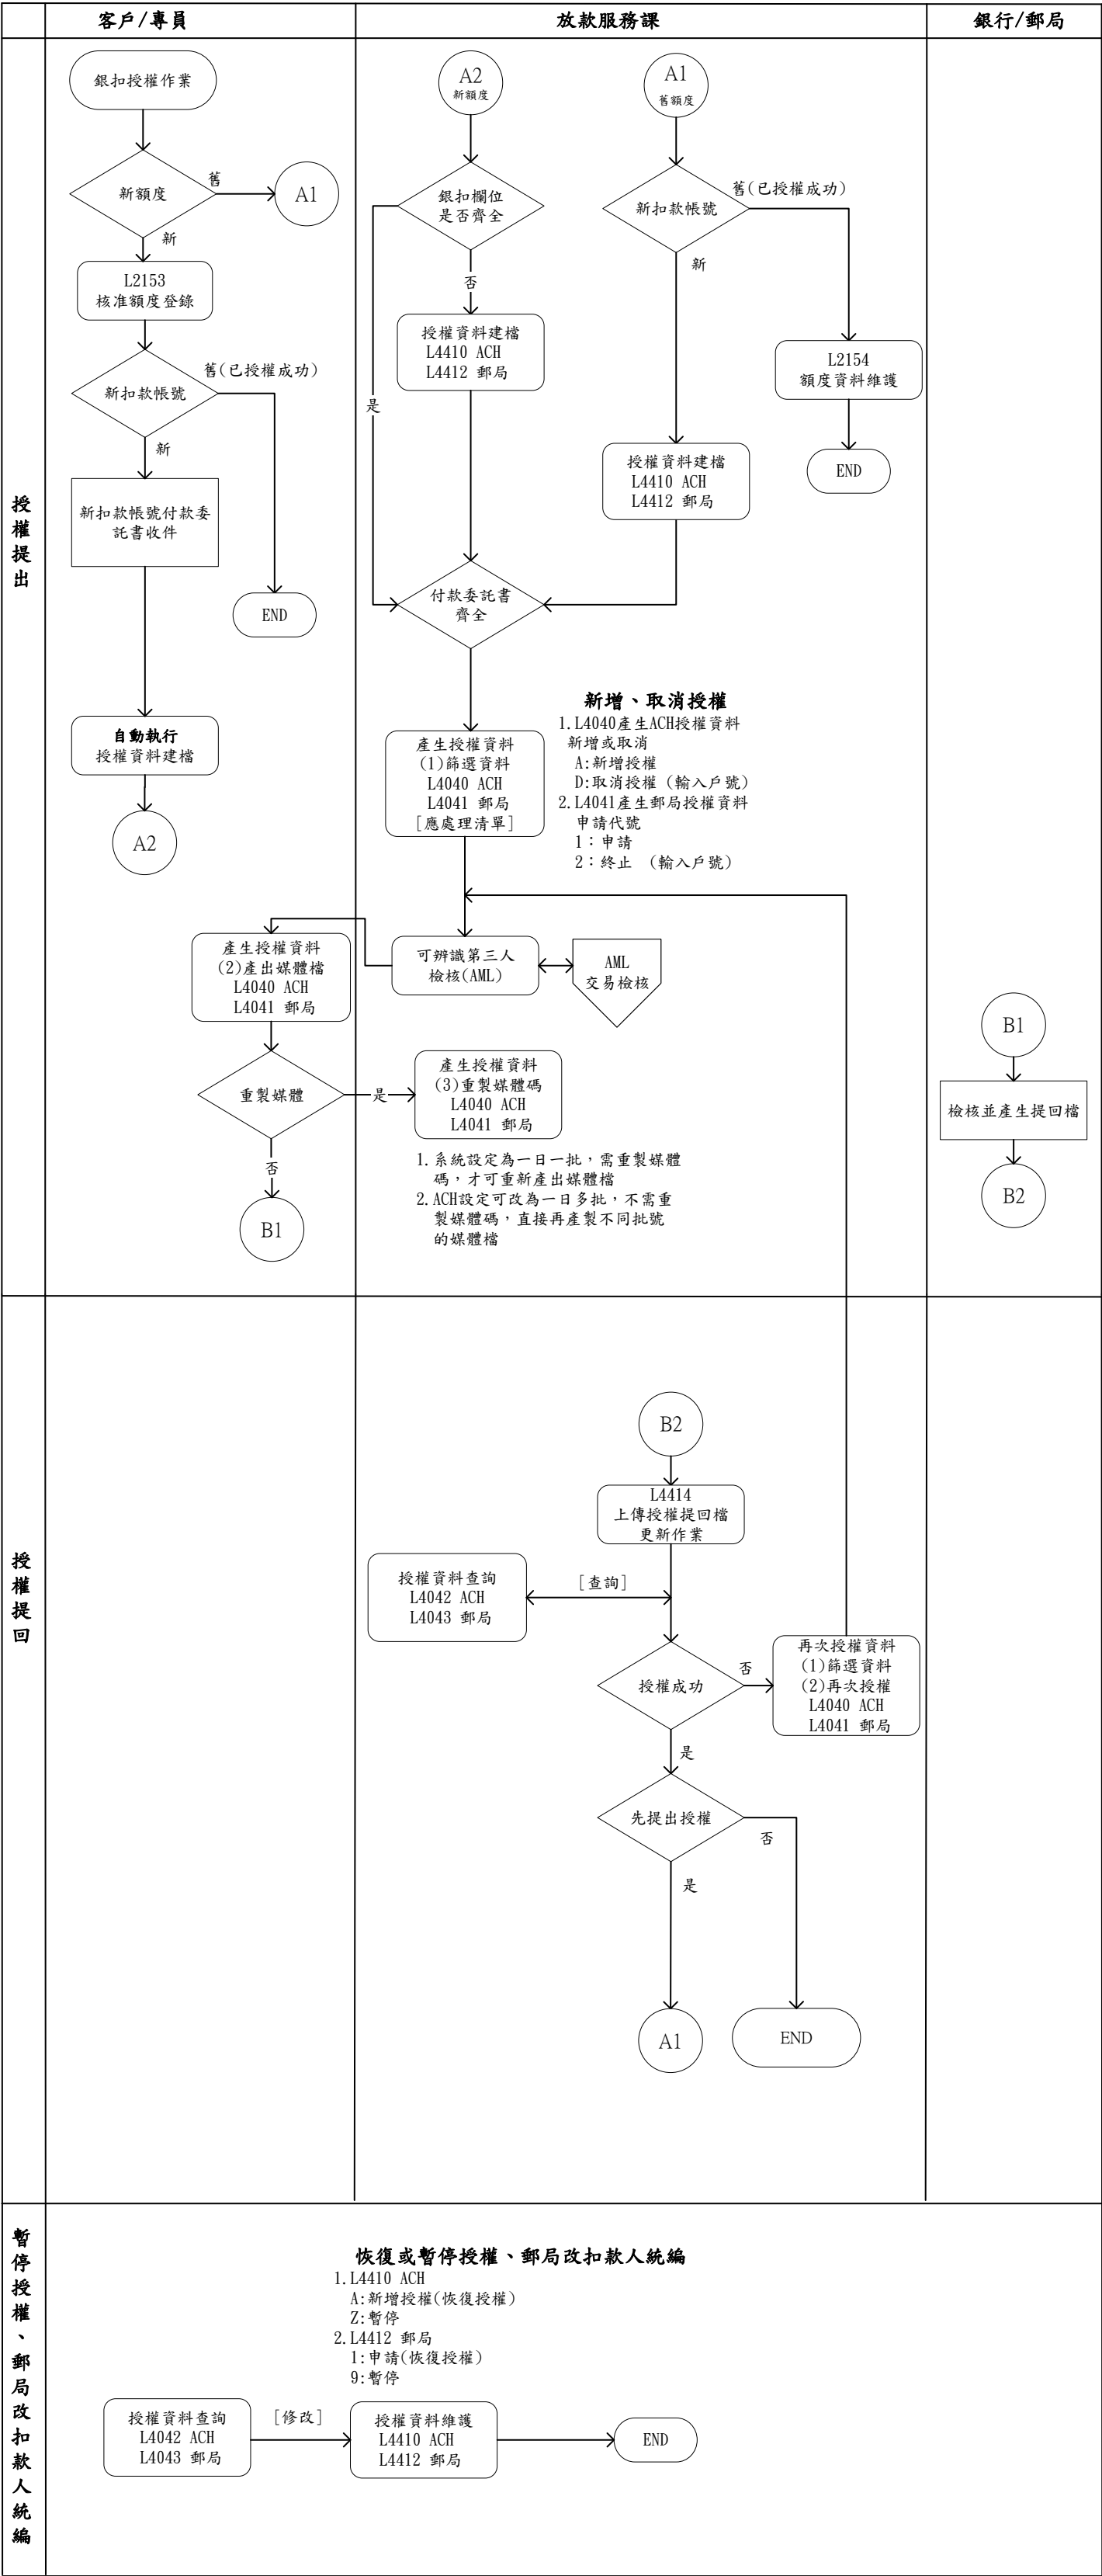 客戶/專員
放款服務課
銀行/郵局
授權提出
銀扣授權作業
新額度
舊
A1
新
L2153
核准額度登錄
新扣款帳號
舊(已授權成功)
新
新扣款帳號付款委
託書收件
END
自動執行
授權資料建檔
A2
A2
新額度
銀扣欄位
是否齊全
否
是
授權資料建檔
L4410 ACH
L4412 郵局
A1
舊額度
新扣款帳號
舊(已授權成功)
新
L2154
額度資料維護
END
授權資料建檔
L4410 ACH
L4412 郵局
付款委託書
齊全
產生授權資料
(1)篩選資料
L4040 ACH
L4041 郵局
[應處理清單]
新增、取消授權
1.L4040產生ACH授權資料
新增或取消
A:新增授權
D:取消授權 (輸入戶號)
2.L4041產生郵局授權資料
申請代號
1：申請
2：終止 (輸入戶號)
可辨識第三人
檢核(AML)
AML
交易檢核
產生授權資料
(2)產出媒體檔
L4040 ACH
L4041 郵局
重製媒體
是
否
B1
產生授權資料
(3)重製媒體碼
L4040 ACH
L4041 郵局
1.系統設定為一日一批，需重製媒體
碼，才可重新產出媒體檔
2.ACH設定可改為一日多批，不需重
製媒體碼，直接再產製不同批號
的媒體檔
B1
檢核並產生提回檔
B2
授權提回
B2
L4414
上傳授權提回檔
更新作業
授權資料查詢
L4042 ACH
L4043 郵局
[查詢]
授權成功
否
再次授權資料
(1)篩選資料
(2)再次授權
L4040 ACH
L4041 郵局
是
先提出授權
否
是
A1
END
暫停授權、郵局改扣款人統編
恢復或暫停授權、郵局改扣款人統編
1.L4410 ACH
A:新增授權(恢復授權)
Z:暫停
2.L4412 郵局
1:申請(恢復授權)
9:暫停
授權資料查詢
L4042 ACH
L4043 郵局
[修改]
授權資料維護
L4410 ACH
L4412 郵局
END